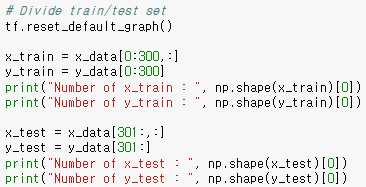 # Divide train/test set
tf.reset_default_graph()
x_train = x_data[0:300,:]
y_train = y_data[0:300]
print("Number of x_train : ", np.shape(x_train)[0])
print("Number of y_train : ", np.shape(y_train)[0])
x_test = x_data[301:,:]
y_test = y_data[301:]
print("Number of x_test : ", np.shape(x_test)[0])
print("Number of y_test : ", np.shape(y_test)[0])